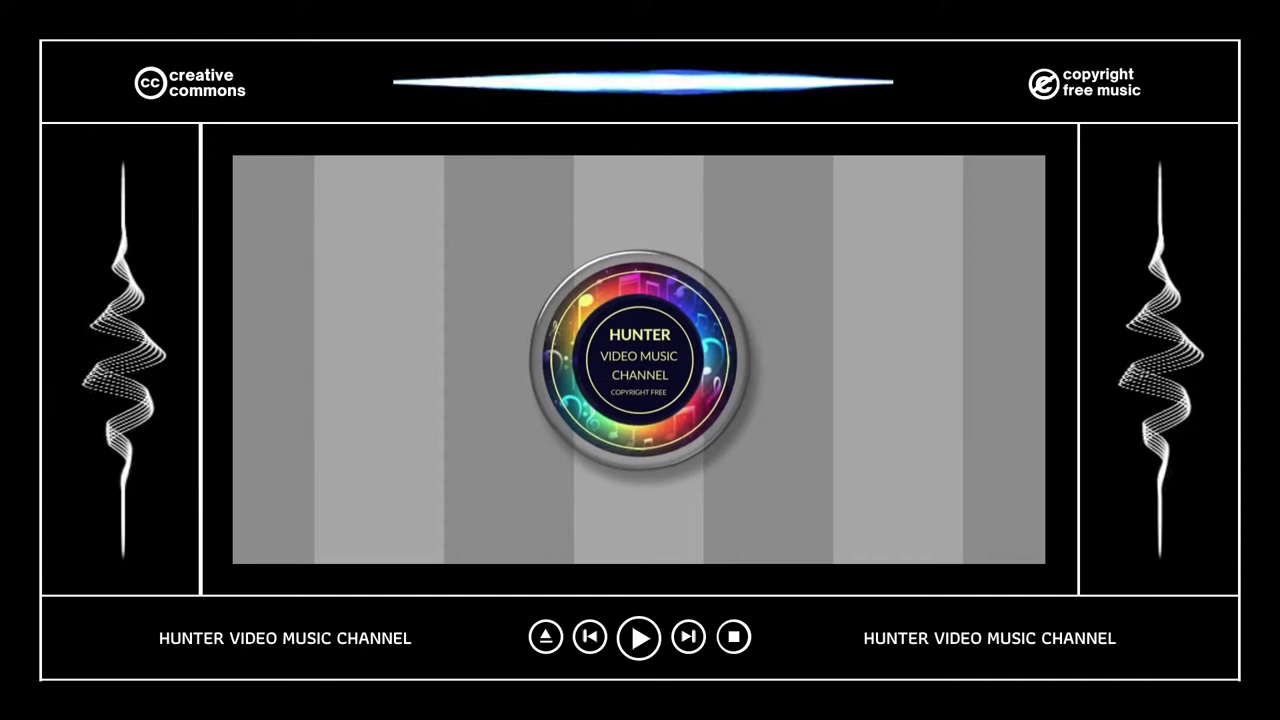 cc creative
commons
copyright
free music
HUNTER
VIDEO MUSIC
CHANNEL
COPYRIGHT FREE
HUNTER VIDEO MUSIC CHANNEL
HUNTER VIDEO MUSIC CHANNEL